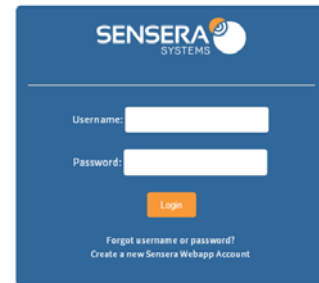 SENSERA
SYSTEMS
Username:
Password:
Login
Forgot username or password?
Create a new Sensera Webapp Account